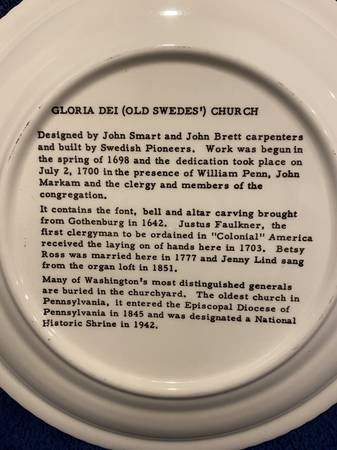 GLORIA DEI (OLD SWEDES') CHURCH
Designed by John Smart and John Brett carpenters
and built by Swedish Pioneers. Work was begun in
the spring of 1698 and the dedication took place on
July 2, 1700 in the presence of William Penn, John
Markam and the clergy and members of the
congregation.
It contains the font, bell and altar carving brought
from Gothenburg in 1642. Justus Faulkner, the
first clergyman to be ordained in "Colonial" America
received the laying on of hands here in 1703. Betsy
Ross was married here in 1777 and Jenny Lind sang
from the organ loft in 1851.
Many of Washington's most distinguished generals
are buried in the churchyard. The oldest church in
Pennsylvania, it entered the Episcopal Diocese of
Pennsylvania in 1845 and was designated a National
Historic Shrine in 1942.